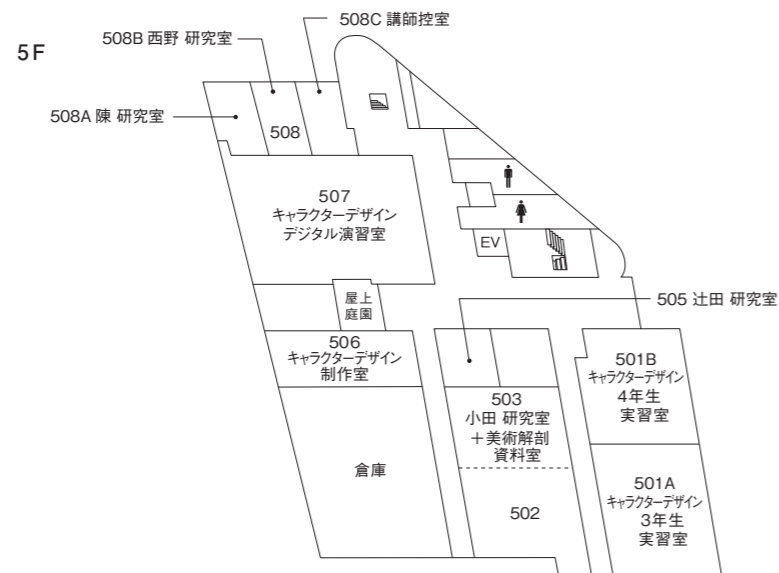 5F
508C 講師控室
508B 西野 研究室
508A 陳 研究室
508
507
キャラクターデザイン
デジタル演習室
EV
屋上
庭園
505 辻田 研究室
506
キャラクターデザイン
制作室
501B
キャラクターデザイン
4年生
実習室
503
小田 研究室
＋美術解剖
資料室
倉庫
502
501A
キャラクターデザイン
3年生
実習室